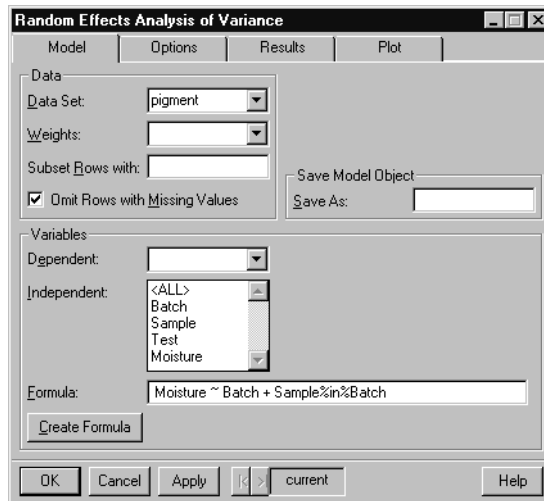 Random Effects Analysis of Variance
Model Options Results Plot
Data
Data Set: pigment
Weights:
Subset Rows with:
Omit Rows with Missing Values
Save Model Object
Save As:
Variables
Dependent:
Independent:
<ALL>
Batch
Sample
Test
Moisture
Formula: Moisture ~ Batch + Sample%in%Batch
Create Formula
OK Cancel Apply current Help